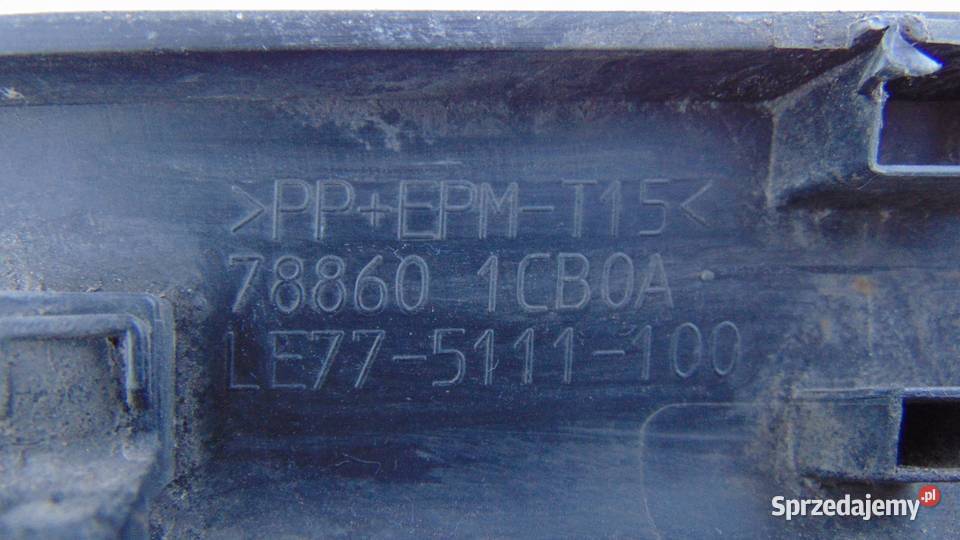 >PP+EPM-T15<
78860 1CB0A
LE77-5111-100
Sprzedajemy.pl